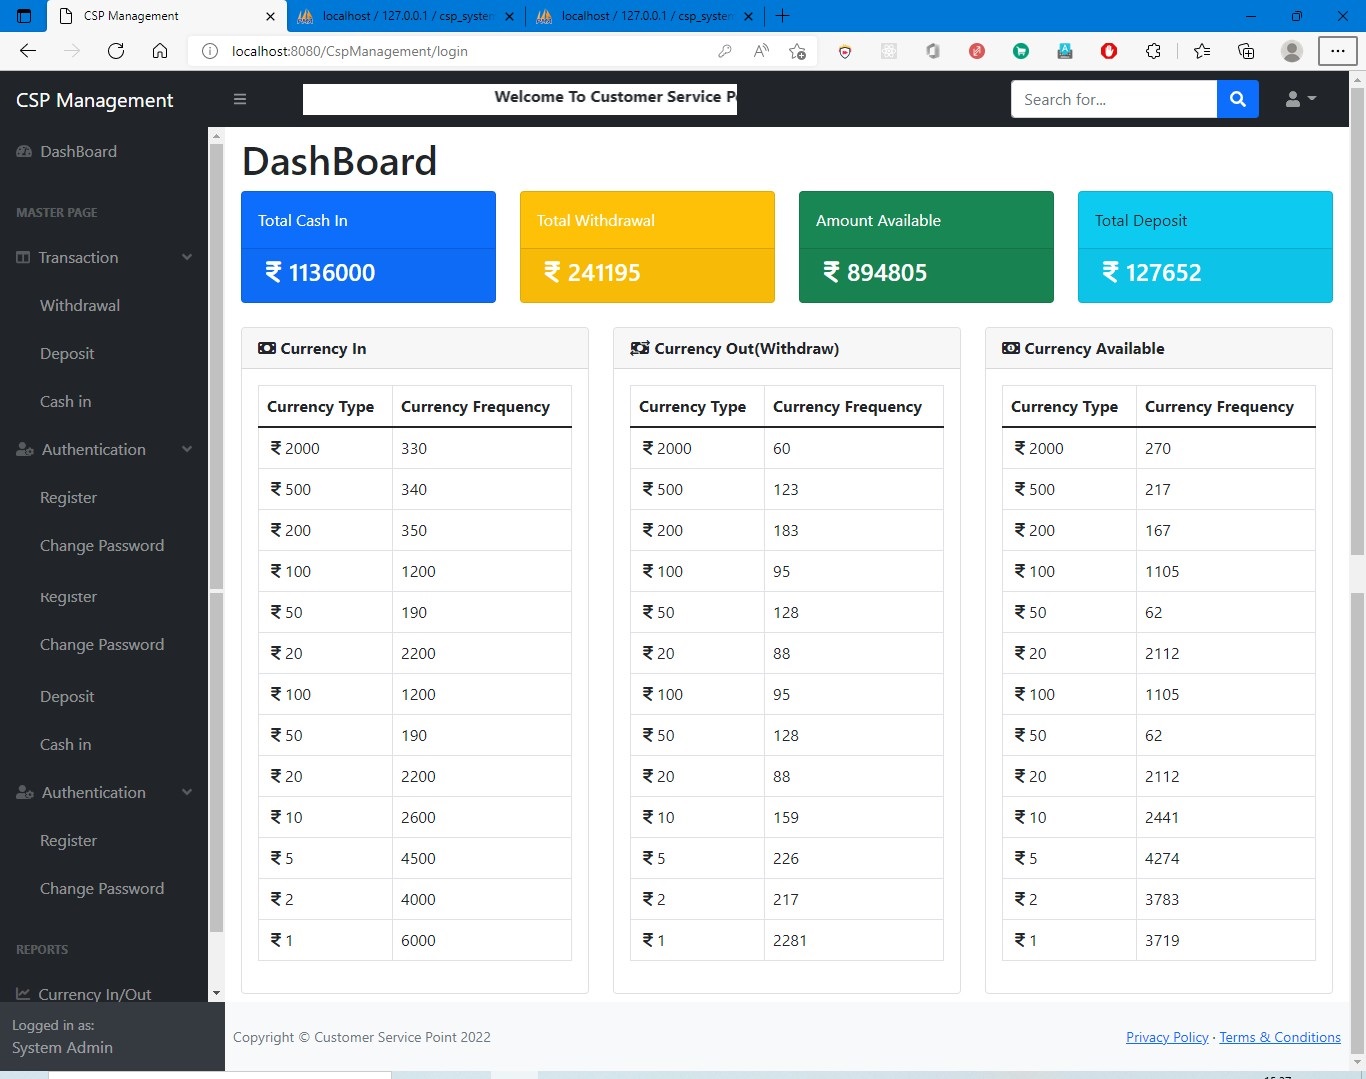 CSP Management
localhost / 127.0.0.1 / csp_system
localhost / 127.0.0.1 / csp_system
localhost:8080/CspManagement/login
CSP Management
Welcome To Customer Service
Search for...
DashBoard
MASTER PAGE
Transaction
Withdrawal
Deposit
Cash in
Authentication
Register
Change Password
Register
Change Password
Deposit
Cash in
Authentication
Register
Change Password
REPORTS
Currency In/Out
Logged in as:
System Admin
DashBoard
Total Cash In
₹ 1136000
Total Withdrawal
₹ 241195
Amount Available
₹ 894805
Total Deposit
₹ 127652
Currency In
Currency Type Currency Frequency
₹ 2000 330
₹ 500 340
₹ 200 350
₹ 100 1200
₹ 50 190
₹ 20 2200
₹ 100 1200
₹ 50 190
₹ 20 2200
₹ 10 2600
₹ 5 4500
₹ 2 4000
₹ 1 6000
Currency Out(Withdraw)
Currency Type Currency Frequency
₹ 2000 60
₹ 500 123
₹ 200 183
₹ 100 95
₹ 50 128
₹ 20 88
₹ 100 95
₹ 50 128
₹ 20 88
₹ 10 159
₹ 5 226
₹ 2 217
₹ 1 2281
Currency Available
Currency Type Currency Frequency
₹ 2000 270
₹ 500 217
₹ 200 167
₹ 100 1105
₹ 50 62
₹ 20 2112
₹ 100 1105
₹ 50 62
₹ 20 2112
₹ 10 2441
₹ 5 4274
₹ 2 3783
₹ 1 3719
Copyright © Customer Service Point 2022
Privacy Policy · Terms & Conditions